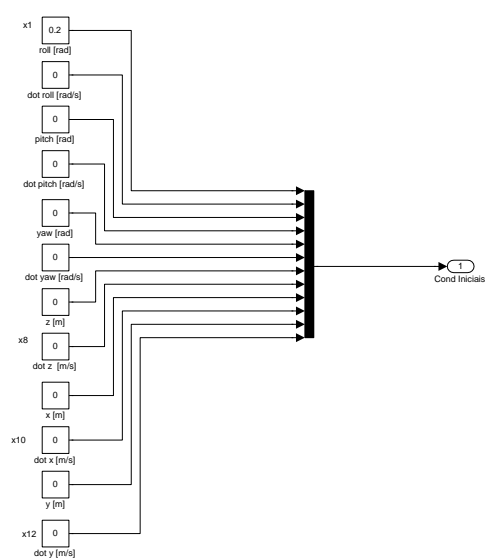 x1
0.2
roll [rad]
0
dot roll [rad/s]
0
pitch [rad]
0
dot pitch [rad/s]
0
yaw [rad]
0
dot yaw [rad/s]
0
z [m]
x8
0
dot z  [m/s]
0
x [m]
x10
0
dot x [m/s]
0
y [m]
x12
0
dot y [m/s]
1
Cond Iniciais